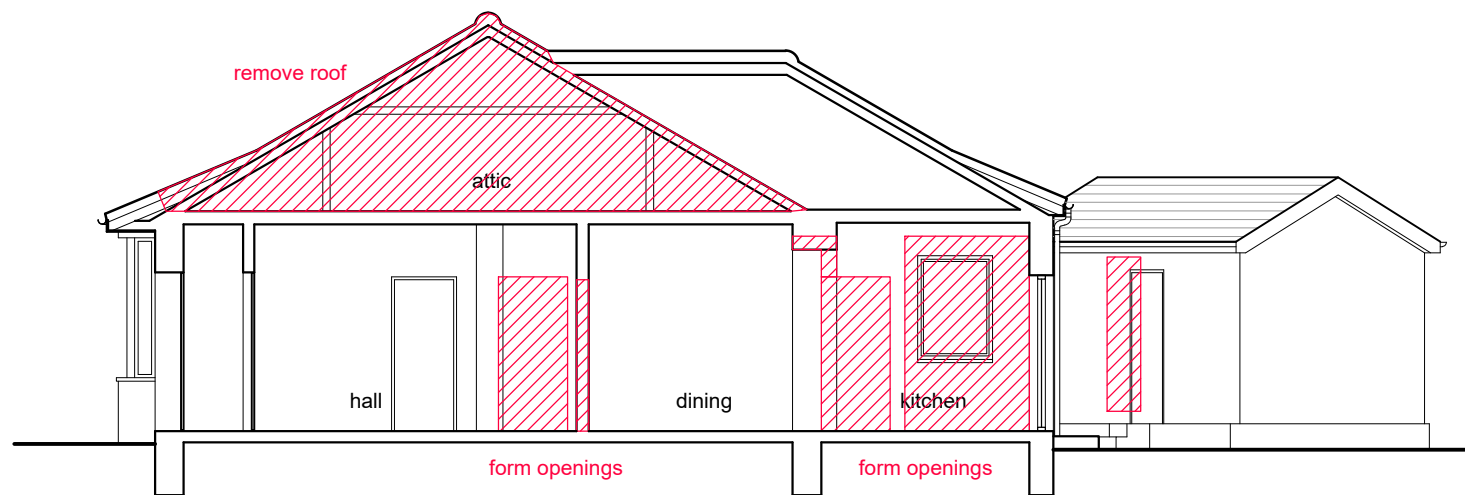 remove roof
attic
hall
dining
kitchen
form openings
form openings